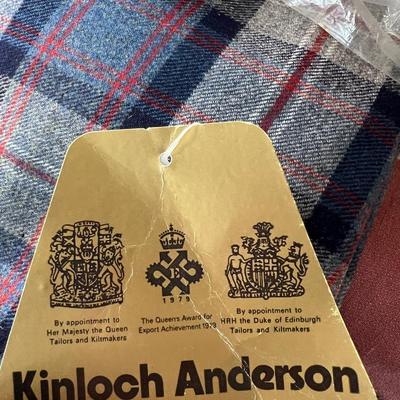 1979
By appointment to
Her Majesty the Queen
Tailors and Kiltmakers
The Queen's Award for
Export Achievement 1979
By appointment to
HRH the Duke of Edinburgh
Tailors and Kiltmakers
Kinloch Anderson